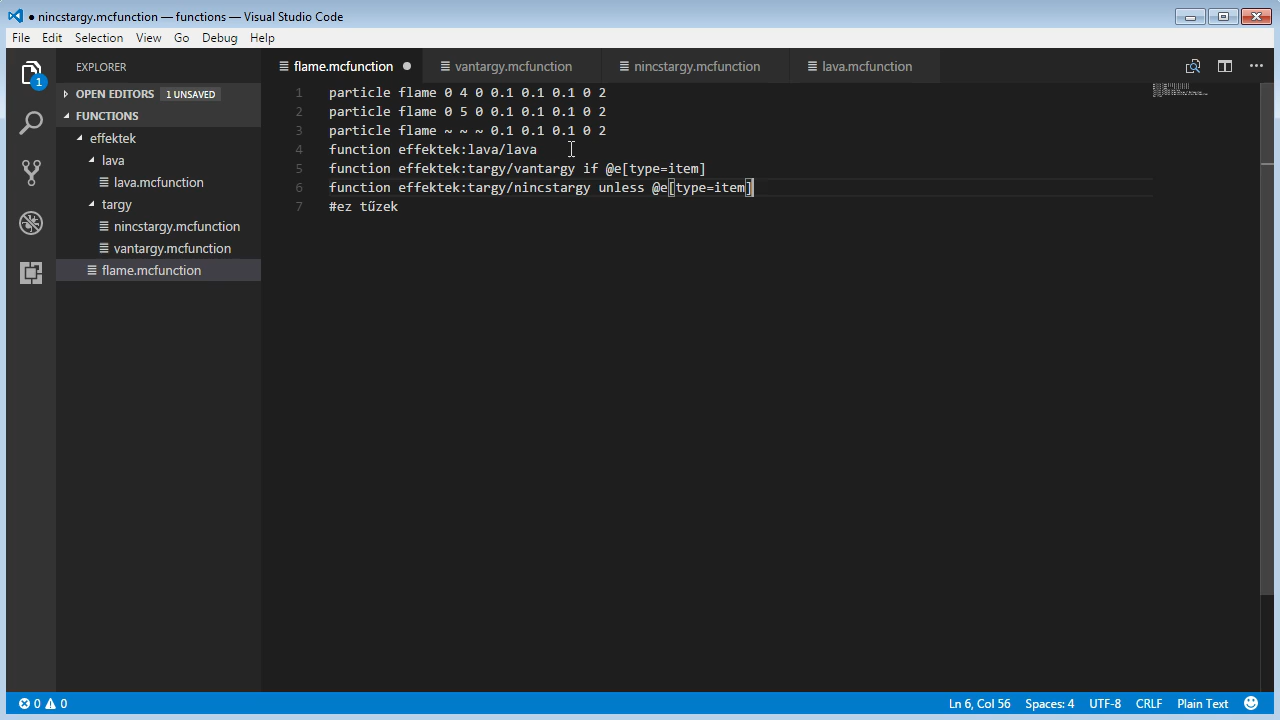 ● nincstargy.mcfunction — functions — Visual Studio Code
File Edit Selection View Go Debug Help
EXPLORER
flame.mcfunction ●
vantargy.mcfunction
nincstargy.mcfunction
lava.mcfunction
1
OPEN EDITORS 1 UNSAVED
FUNCTIONS
effektek
lava
lava.mcfunction
targy
nincstargy.mcfunction
vantargy.mcfunction
flame.mcfunction
1 particle flame 0 4 0 0.1 0.1 0.1 0 2
2 particle flame 0 5 0 0.1 0.1 0.1 0 2
3 particle flame ~ ~ ~ 0.1 0.1 0.1 0 2
4 function effektek:lava/lava
5 function effektek:targy/vantargy if @e[type=item]
6 function effektek:targy/nincstargy unless @e[type=item]
7 #ez tűzek
0 0
Ln 6, Col 56 Spaces: 4 UTF-8 CRLF Plain Text